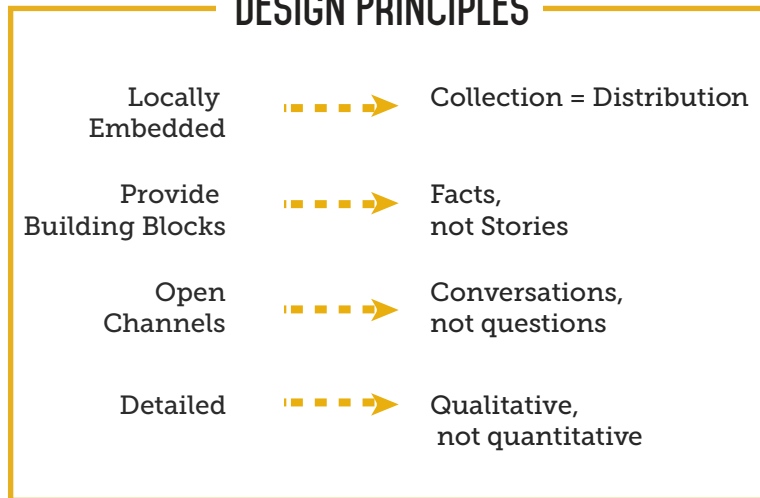 DESIGN PRINCIPLES
Locally
Embedded
Collection = Distribution
Provide
Building Blocks
Facts,
not Stories
Open
Channels
Conversations,
not questions
Detailed
Qualitative,
not quantitative